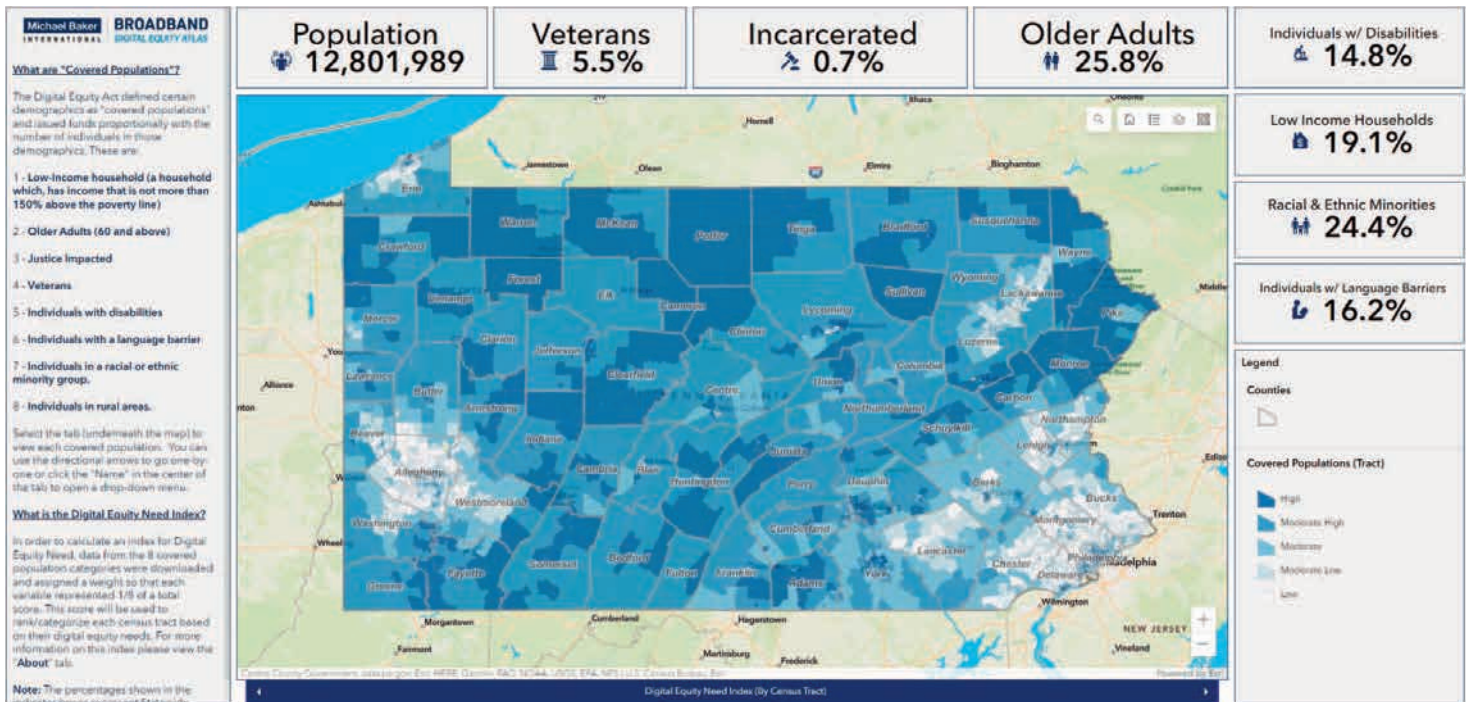 Michael Baker
INTERNATIONAL
BROADBAND
DIGITAL EQUITY ATLAS
What are "Covered Populations"?
The Digital Equity Act defined certain
demographics as "covered populations"
and issued funds proportionally with the
number of individuals in those
demographics. These are:
1 - Low-Income household (a household
which, has income that is not more than
150% above the poverty line)
2 - Older Adults (60 and above)
3 - Justice Impacted
4 - Veterans
5 - Individuals with disabilities
6 - Individuals with a language barrier
7 - Individuals in a racial or ethnic
minority group.
8 - Individuals in rural areas.
Select the tab (underneath the map) to
view each covered population. You can
use the directional arrows to go one-by-
one or click the "Name" in the center of
the tab to open a drop-down menu.
What is the Digital Equity Need Index?
In order to calculate an index for Digital
Equity Need, data from the 8 covered
population categories were downloaded
and assigned a weight so that each
variable represented 1/8 of a total
score. This score will be used to
rank/categorize each census tract based
on their digital equity needs. For more
information on this index please view the
"About" tab.
Note: The percentages shown in the
Population
12,801,989
Veterans
5.5%
Incarcerated
0.7%
Older Adults
25.8%
Individuals w/ Disabilities
14.8%
Low Income Households
19.1%
Racial & Ethnic Minorities
24.4%
Individuals w/ Language Barriers
16.2%
Legend
Counties
Covered Populations (Tract)
High
Moderate High
Moderate
Moderate Low
Low
Ithaca
Oneonta
Hornell
Jamestown
Olean
Elmira
Binghamton
Central Park
Ashtabul
Erie
Crawford
Warren
McKean
Potter
Tioga
Bradford
Susquehanna
Wayne
Forest
Venango
Elk
Cameron
Sullivan
Wyoming
Lackawanna
Middle
Mercer
Clarion
Jefferson
Clinton
Lycoming
Pike
You
Luzerne
Lawrence
Clearfield
Centre
Union
Columbia
Monroe
Alliance
Butler
Armstrong
Northumberland
Carbon
nton
Northampton
Beaver
Indiana
Schuylkill
Lehigh
Allegheny
Cambria
Blair
Juniata
Edison
Westmoreland
Huntingdon
Perry
Dauphin
Berks
Bucks
Washington
Cumberland
Montgomery
Trenton
Wheel
Lancaster
Somerset
Bedford
Chester
Philadelphia
Philadelphia
Greene
Fayette
Fulton
Franklin
Adams
York
Delaware
Wilmington
Morgantown
Cumberland
Hagerstown
NEW JERSEY
Fairmont
Martinsburg
Frederick
Vineland
Powered by Esri
Digital Equity Need Index (By Census Tract)